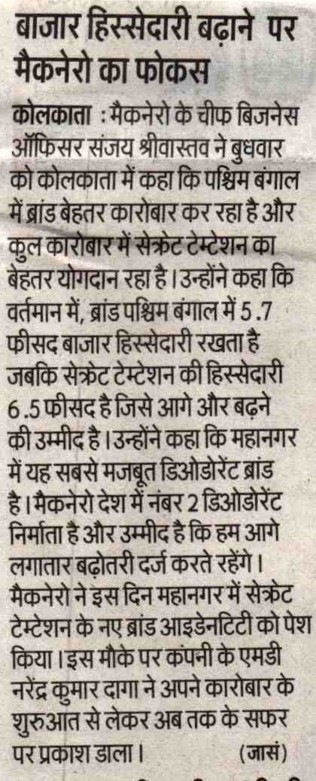 बाजार हिस्सेदारी बढ़ाने पर
मैकनेरो का फोकस
कोलकाता : मैकनेरो के चीफ बिजनेस
ऑफिसर संजय श्रीवास्तव ने बुधवार
को कोलकाता में कहा कि पश्चिम बंगाल
में ब्रांड बेहतर कारोबार कर रहा है और
कुल कारोबार में सेक्रेट टेम्टेशन का
बेहतर योगदान रहा है । उन्होंने कहा कि
वर्तमान में, ब्रांड पश्चिम बंगाल में 5.7
फीसद बाजार हिस्सेदारी रखता है
जबकि सेक्रेट टेम्टेशन की हिस्सेदारी
6.5 फीसद है जिसे आगे और बढ़ने
की उम्मीद है । उन्होंने कहा कि महानगर
में यह सबसे मजबूत डिओडोरेंट ब्रांड
है । मैकनेरो देश में नंबर 2 डिओडोरेंट
निर्माता है और उम्मीद है कि हम आगे
लगातार बढ़ोतरी दर्ज करते रहेंगे ।
मैकनेरो ने इस दिन महानगर में सेक्रेट
टेम्टेशन के नए ब्रांड आइडेनटिटी को पेश
किया । इस मौके पर कंपनी के एमडी
नरेंद्र कुमार दागा ने अपने कारोबार के
शुरुआत से लेकर अब तक के सफर
पर प्रकाश डाला । (जासं)